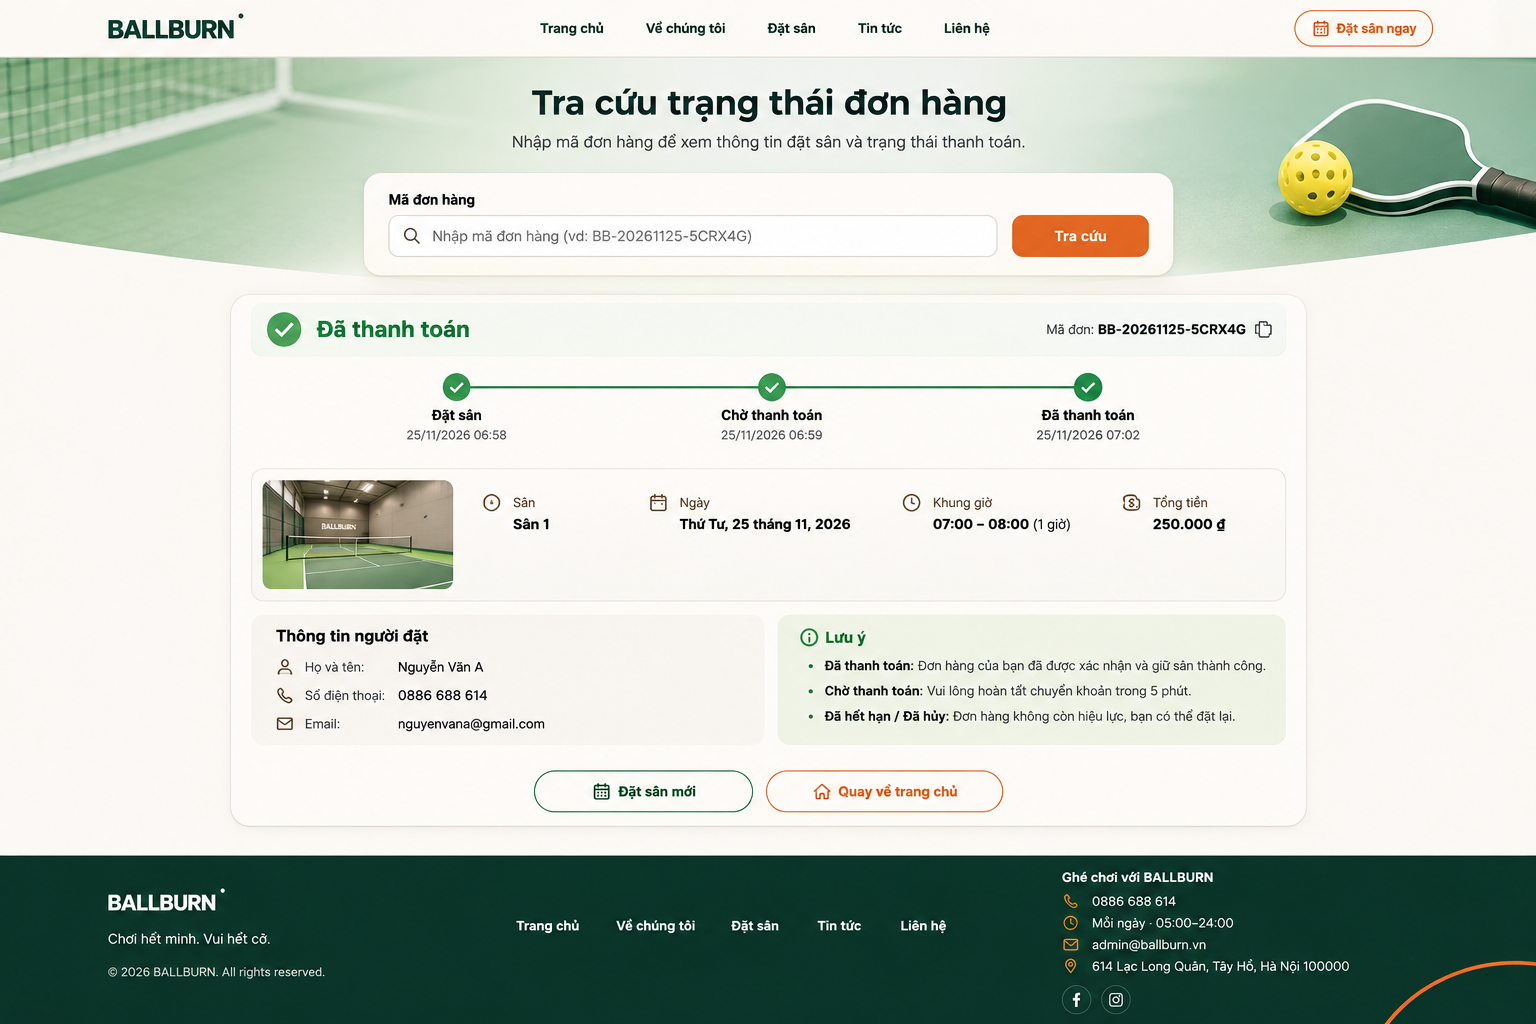 BALLBURN
Trang chủ
Về chúng tôi
Đặt sân
Tin tức
Liên hệ
Đặt sân ngay
Tra cứu trạng thái đơn hàng
Nhập mã đơn hàng để xem thông tin đặt sân và trạng thái thanh toán.
Mã đơn hàng
Nhập mã đơn hàng (vd: BB-20261125-5CRX4G)
Tra cứu
Đã thanh toán
Mã đơn: BB-20261125-5CRX4G
Đặt sân
25/11/2026 06:58
Chờ thanh toán
25/11/2026 06:59
Đã thanh toán
25/11/2026 07:02
BALLBURN
Sân
Sân 1
Ngày
Thứ Tư, 25 tháng 11, 2026
Khung giờ
07:00 – 08:00 (1 giờ)
Tổng tiền
250.000 ₫
Thông tin người đặt
Họ và tên: Nguyễn Văn A
Số điện thoại: 0886 688 614
Email: nguyenvana@gmail.com
Lưu ý
• Đã thanh toán: Đơn hàng của bạn đã được xác nhận và giữ sân thành công.
• Chờ thanh toán: Vui lòng hoàn tất chuyển khoản trong 5 phút.
• Đã hết hạn / Đã hủy: Đơn hàng không còn hiệu lực, bạn có thể đặt lại.
Đặt sân mới
Quay về trang chủ
BALLBURN
Chơi hết mình. Vui hết cỡ.
© 2026 BALLBURN. All rights reserved.
Trang chủ
Về chúng tôi
Đặt sân
Tin tức
Liên hệ
Ghé chơi với BALLBURN
0886 688 614
Mỗi ngày · 05:00–24:00
admin@ballburn.vn
614 Lạc Long Quân, Tây Hồ, Hà Nội 100000